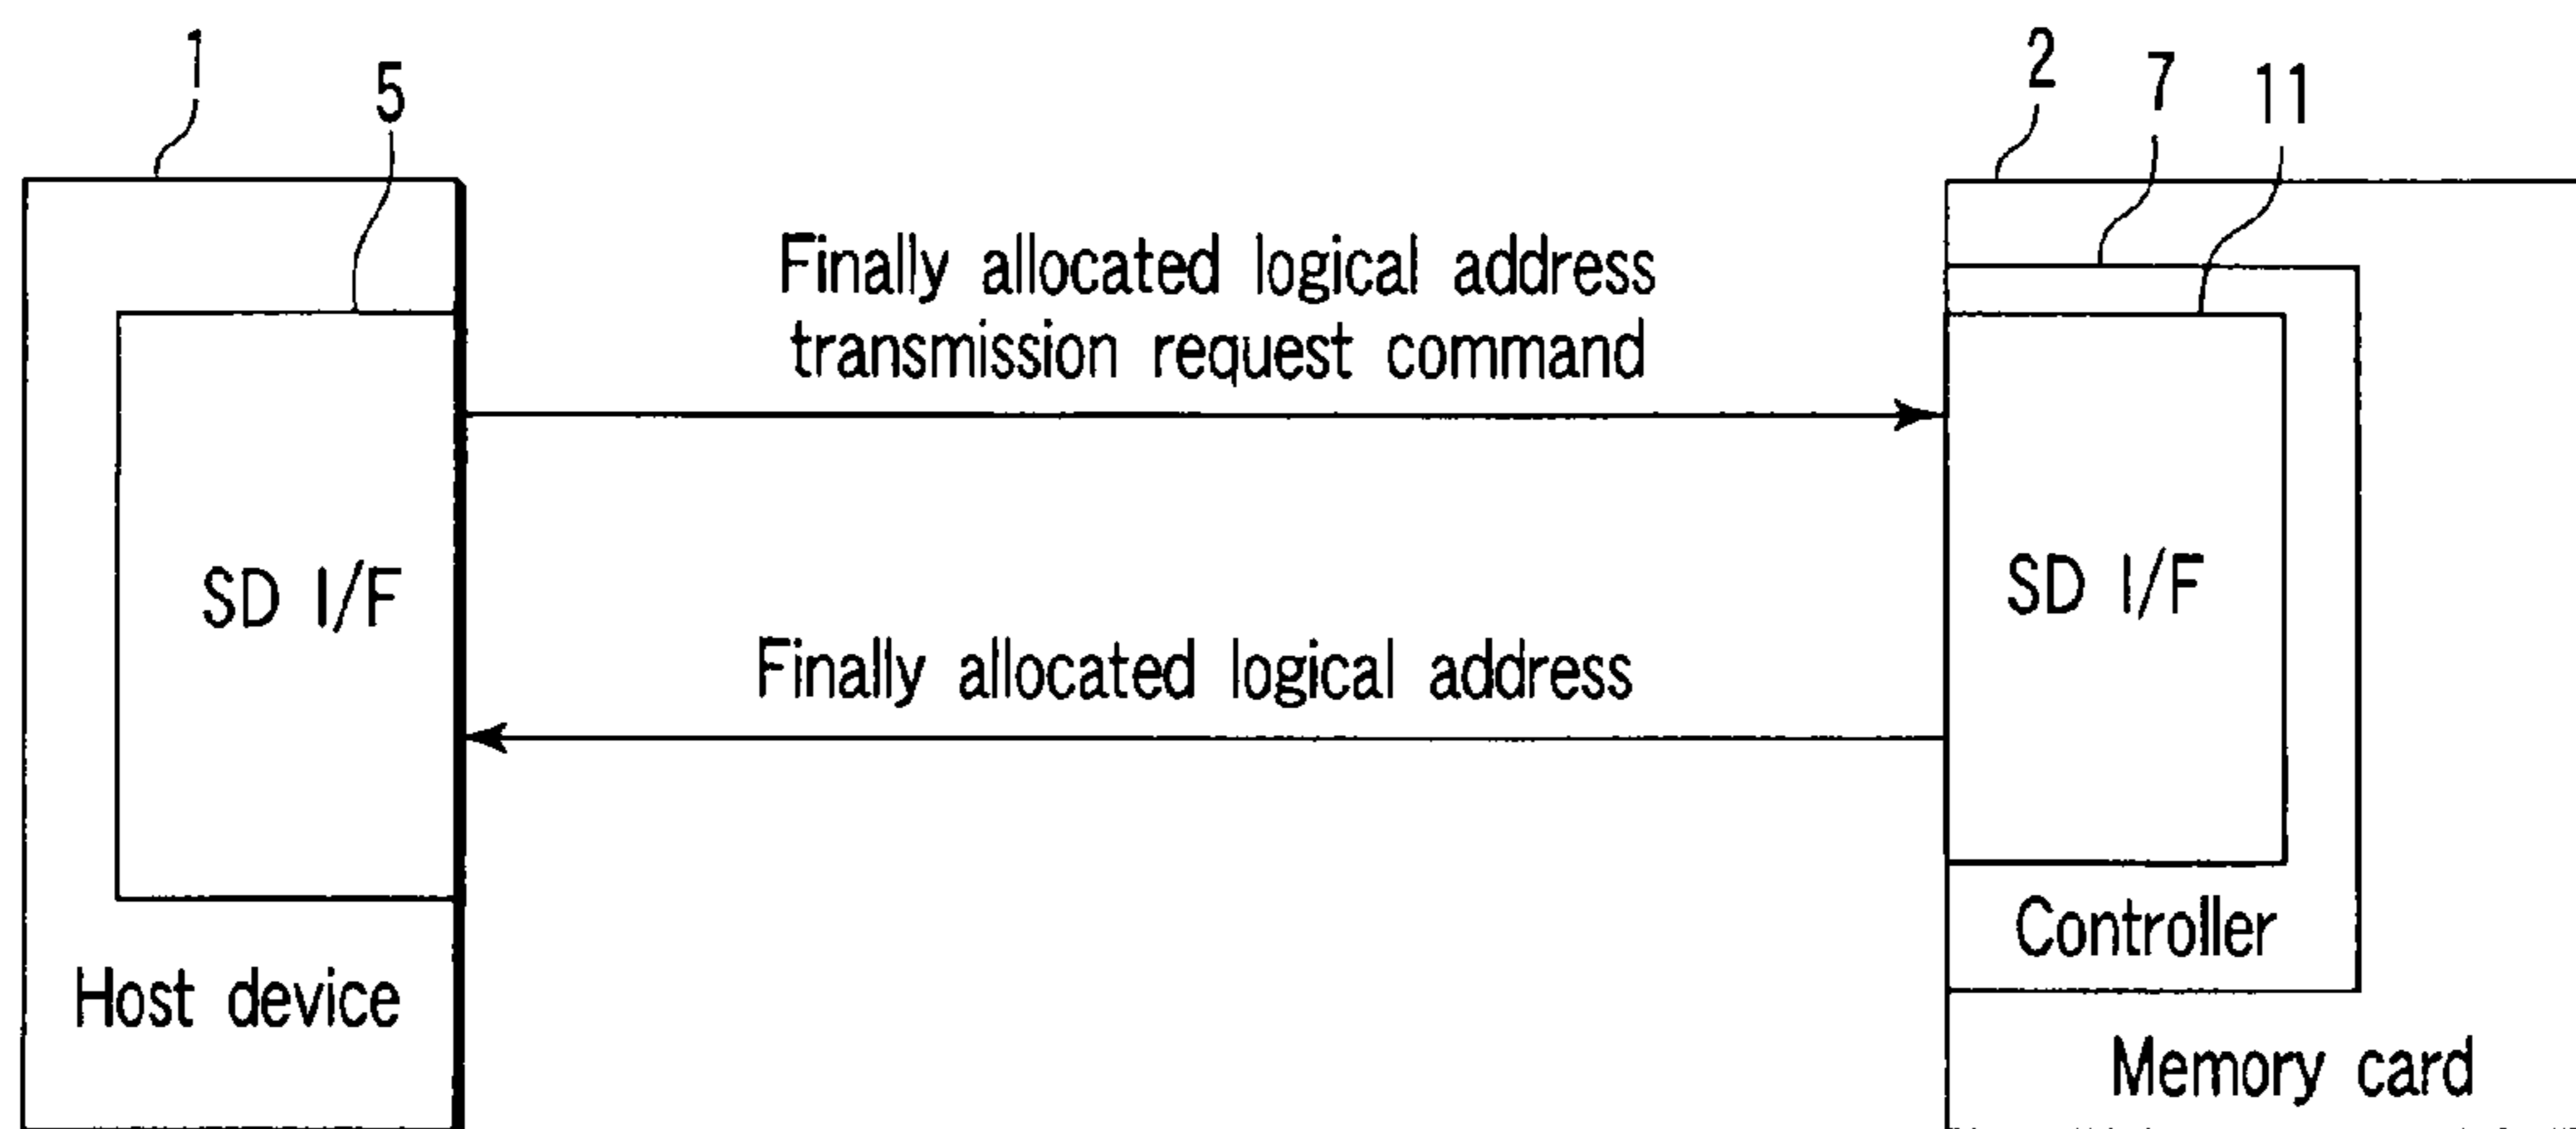 1
5
2
7
11
Finally allocated logical address
transmission request command
SD I/F
SD I/F
Finally allocated logical address
Controller
Host device
Memory card